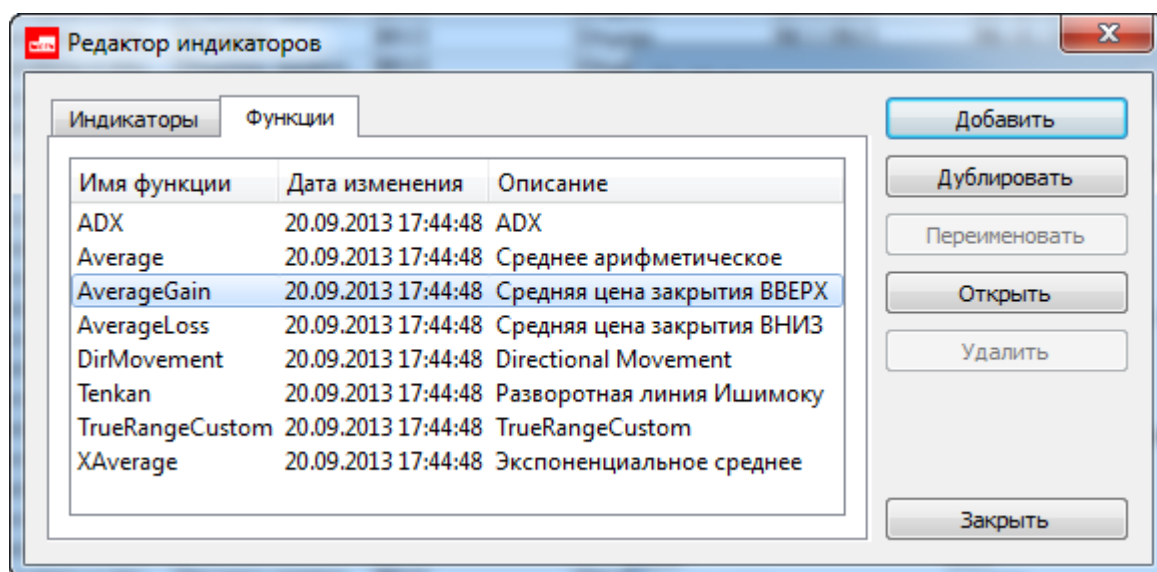 Редактор индикаторов
Индикаторы Функции
Имя функции Дата изменения Описание
ADX 20.09.2013 17:44:48 ADX
Average 20.09.2013 17:44:48 Среднее арифметическое
AverageGain 20.09.2013 17:44:48 Средняя цена закрытия ВВЕРХ
AverageLoss 20.09.2013 17:44:48 Средняя цена закрытия ВНИЗ
DirMovement 20.09.2013 17:44:48 Directional Movement
Tenkan 20.09.2013 17:44:48 Разворотная линия Ишимоку
TrueRangeCustom 20.09.2013 17:44:48 TrueRangeCustom
XAverage 20.09.2013 17:44:48 Экспоненциальное среднее
Добавить
Дублировать
Переименовать
Открыть
Удалить
Закрыть